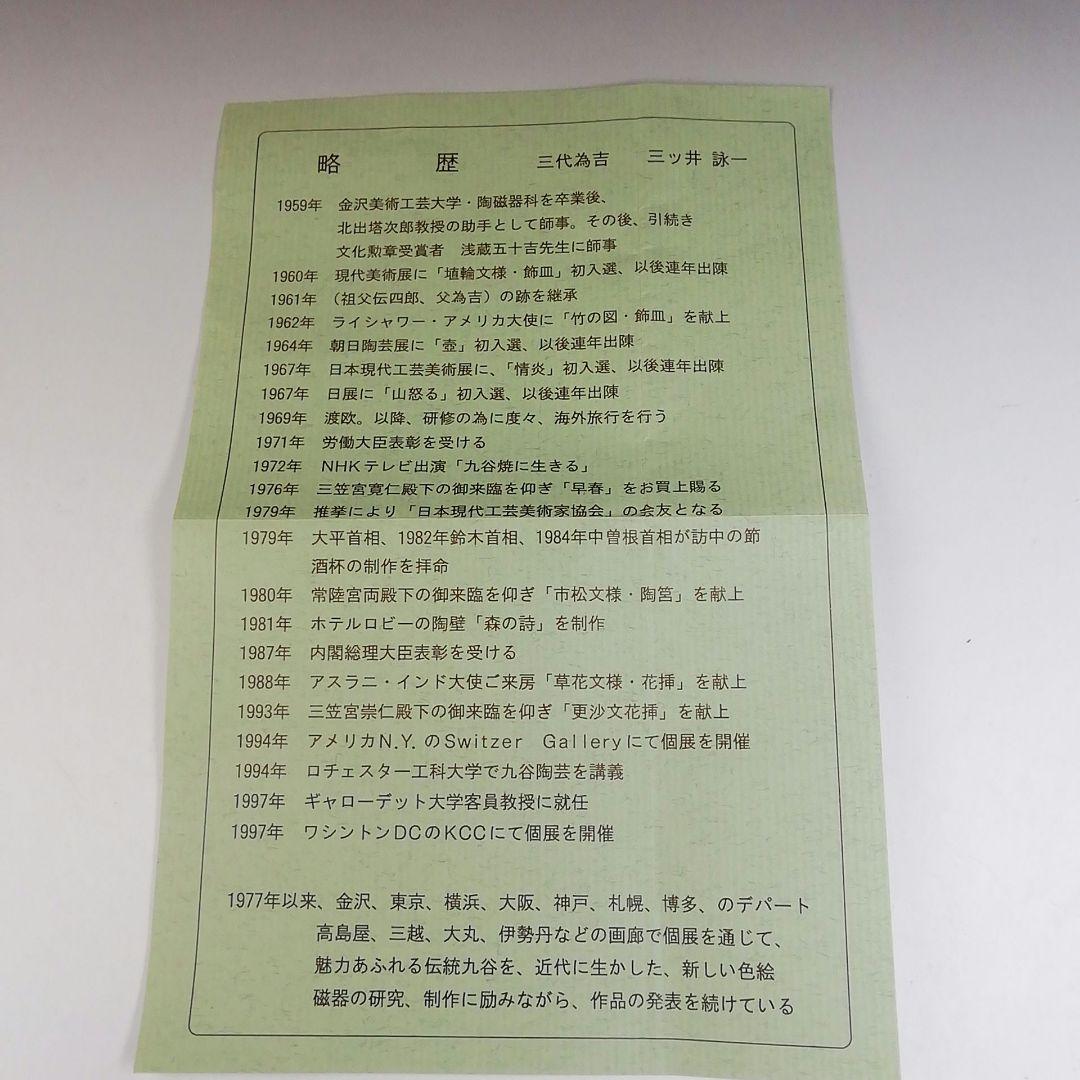 略 歴 三代為吉 三ッ井 詠一
1959年 金沢美術工芸大学・陶磁器科を卒業後、
北出塔次郎教授の助手として師事。その後、引続き
文化勲章受賞者 浅蔵五十吉先生に師事
1960年 現代美術展に「埴輪文様・飾皿」初入選、以後連年出陳
1961年 （祖父伝四郎、父為吉）の跡を継承
1962年 ライシャワー・アメリカ大使に「竹の図・飾皿」を献上
1964年 朝日陶芸展に「壺」初入選、以後連年出陳
1967年 日本現代工芸美術展に、「情炎」初入選、以後連年出陳
1967年 日展に「山怒る」初入選、以後連年出陳
1969年 渡欧。以降、研修の為に度々、海外旅行を行う
1971年 労働大臣表彰を受ける
1972年 NHKテレビ出演「九谷焼に生きる」
1976年 三笠宮寛仁殿下の御来臨を仰ぎ「早春」をお買上賜る
1979年 推挙により「日本現代工芸美術家協会」の会友となる
1979年 大平首相、1982年鈴木首相、1984年中曽根首相が訪中の節
酒杯の制作を拝命
1980年 常陸宮両殿下の御来臨を仰ぎ「市松文様・陶筥」を献上
1981年 ホテルロビーの陶壁「森の詩」を制作
1987年 内閣総理大臣表彰を受ける
1988年 アスラニ・インド大使ご来房「草花文様・花挿」を献上
1993年 三笠宮崇仁殿下の御来臨を仰ぎ「更沙文花挿」を献上
1994年 アメリカN.Y.のSwitzer Galleryにて個展を開催
1994年 ロチェスター工科大学で九谷陶芸を講義
1997年 ギャローデット大学客員教授に就任
1997年 ワシントンDCのKCCにて個展を開催
1977年以来、金沢、東京、横浜、大阪、神戸、札幌、博多、のデパート
高島屋、三越、大丸、伊勢丹などの画廊で個展を通じて、
魅力あふれる伝統九谷を、近代に生かした、新しい色絵
磁器の研究、制作に励みながら、作品の発表を続けている